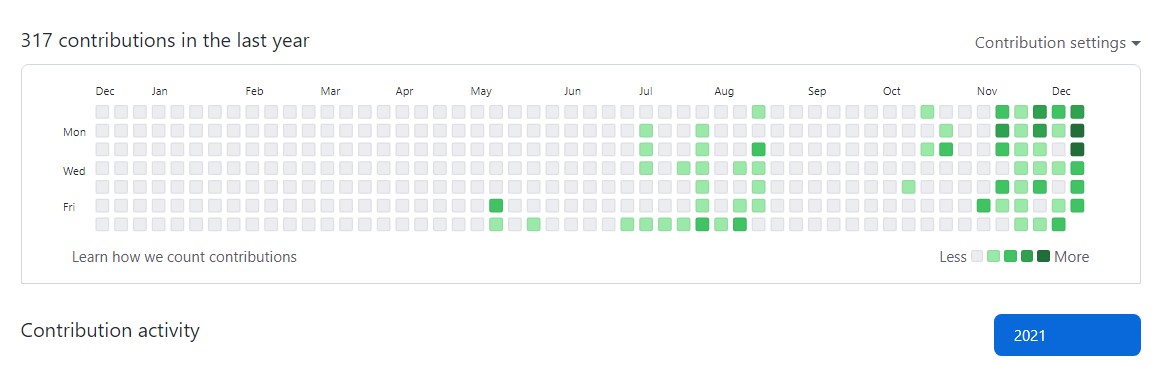 317 contributions in the last year
Contribution settings
Dec Jan Feb Mar Apr May Jun Jul Aug Sep Oct Nov Dec
Mon
Wed
Fri
Learn how we count contributions
Less More
Contribution activity
2021